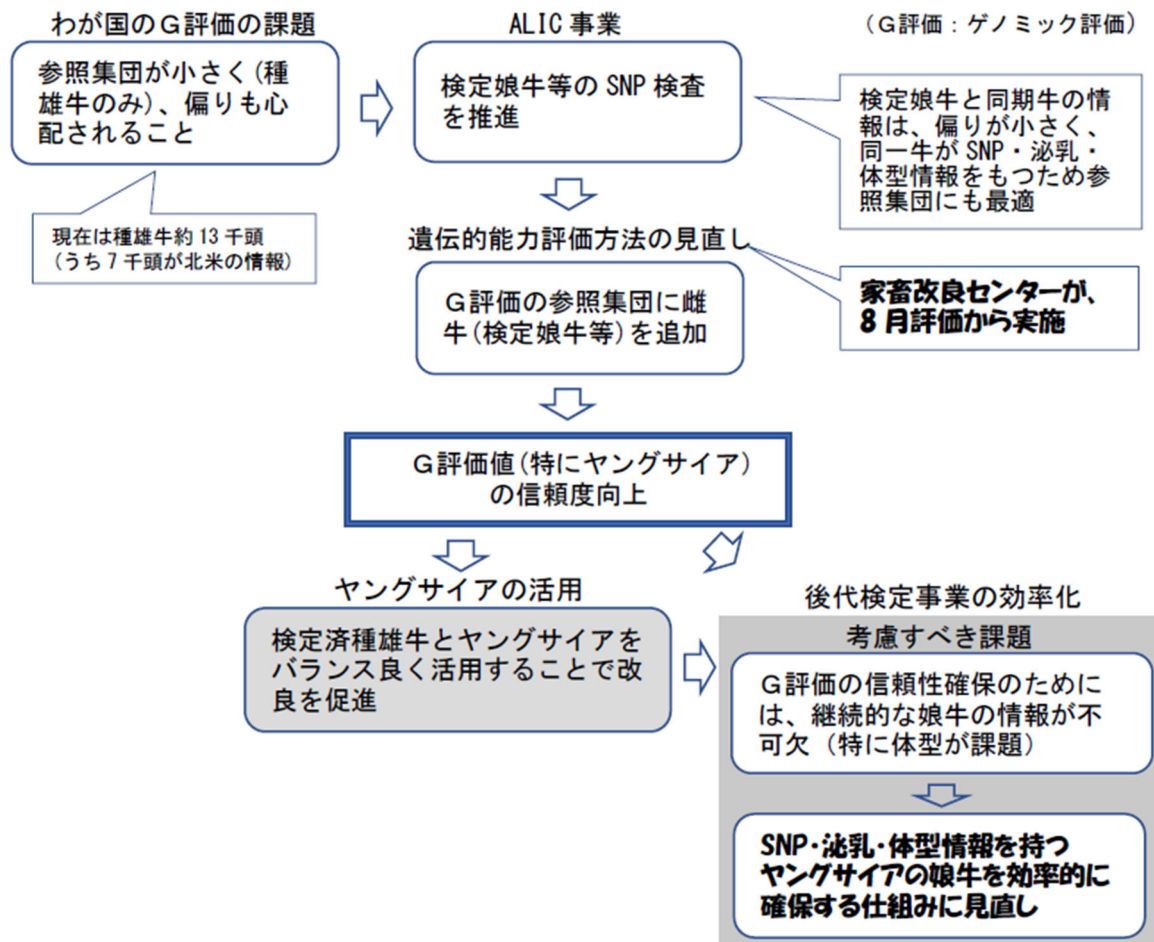 わが国のG評価の課題
参照集団が小さく(種
雄牛のみ)、偏りも心
配されること
現在は種雄牛約13千頭
(うち7千頭が北米の情報)
ALIC事業
検定娘牛等のSNP検査
を推進
(G評価:ゲノミック評価)
検定娘牛と同期牛の情
報は、偏りが小さく、
同一牛がSNP・泌乳・
体型情報をもつため参
照集団にも最適
遺伝的能力評価方法の見直し
G評価の参照集団に雌
牛(検定娘牛等)を追加
家畜改良センターが、
8月評価から実施
G評価値(特にヤングサイア)
の信頼度向上
ヤングサイアの活用
検定済種雄牛とヤングサイアを
バランス良く活用することで改
良を促進
後代検定事業の効率化
考慮すべき課題
G評価の信頼性確保のために
は、継続的な娘牛の情報が不
可欠(特に体型が課題)
SNP・泌乳・体型情報を持つ
ヤングサイアの娘牛を効率的に
確保する仕組みに見直し